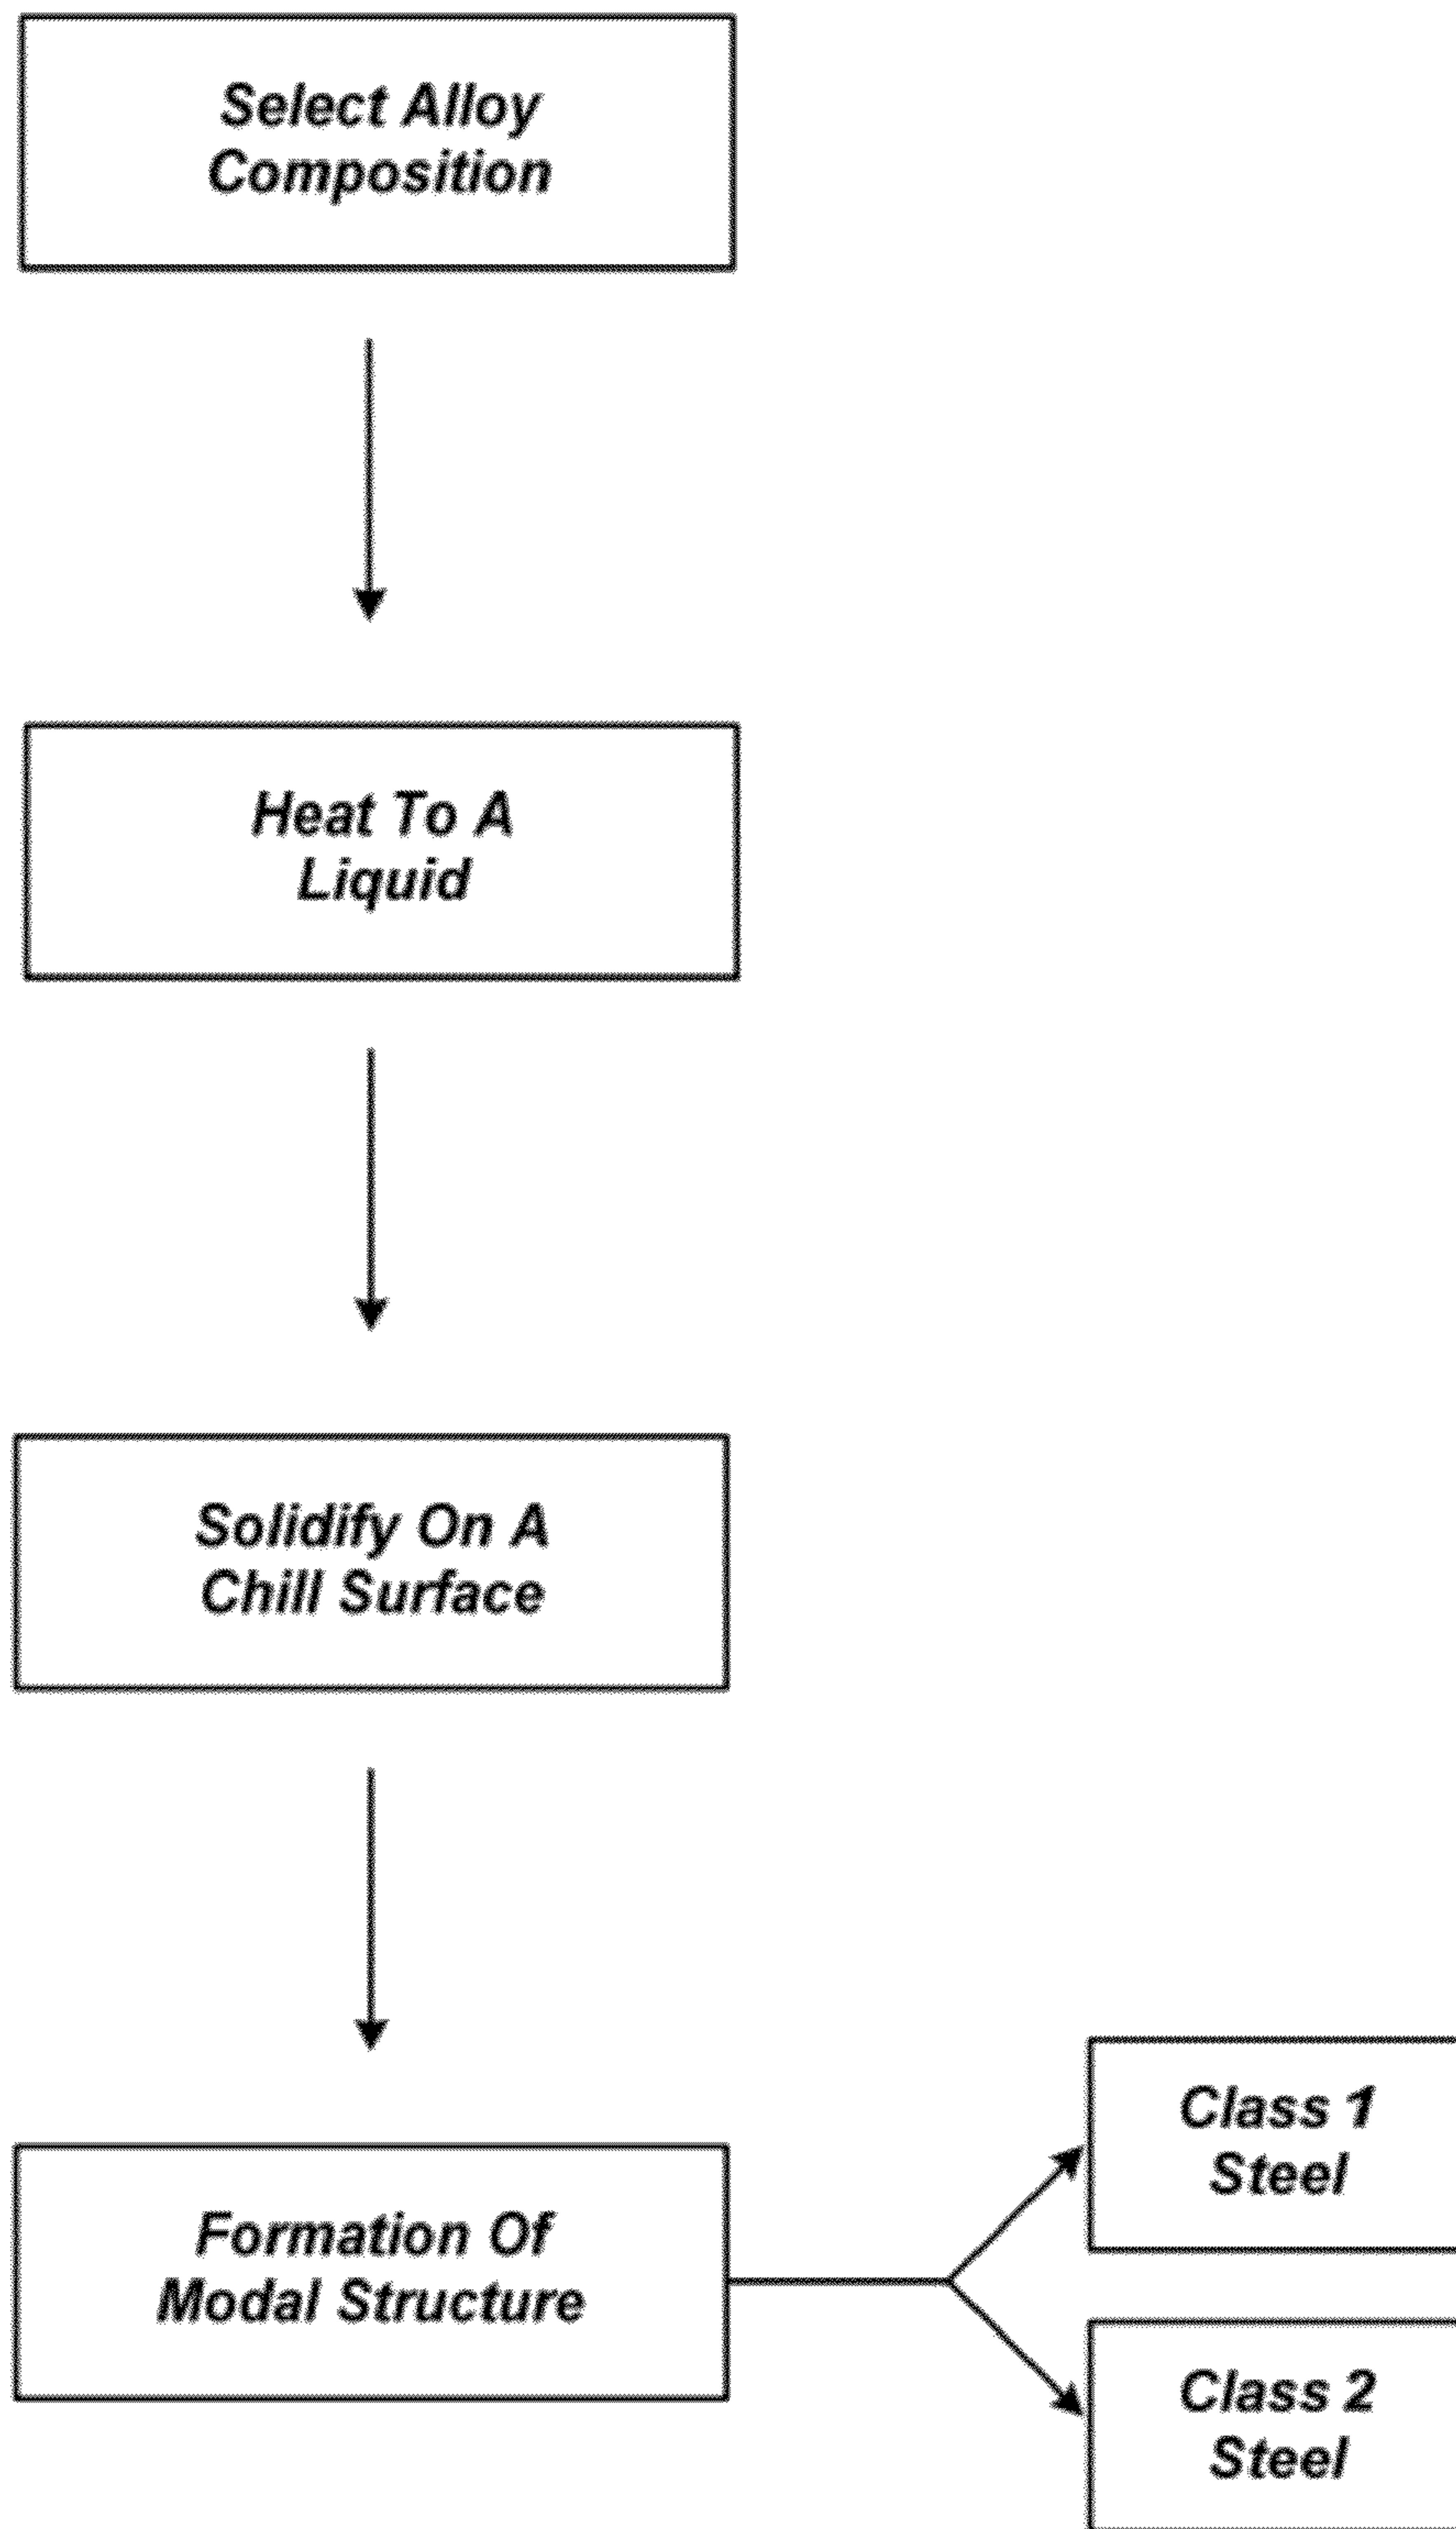 Select Alloy
Composition
Heat To A
Liquid
Solidify On A
Chill Surface
Formation Of
Modal Structure
Class 1
Steel
Class 2
Steel